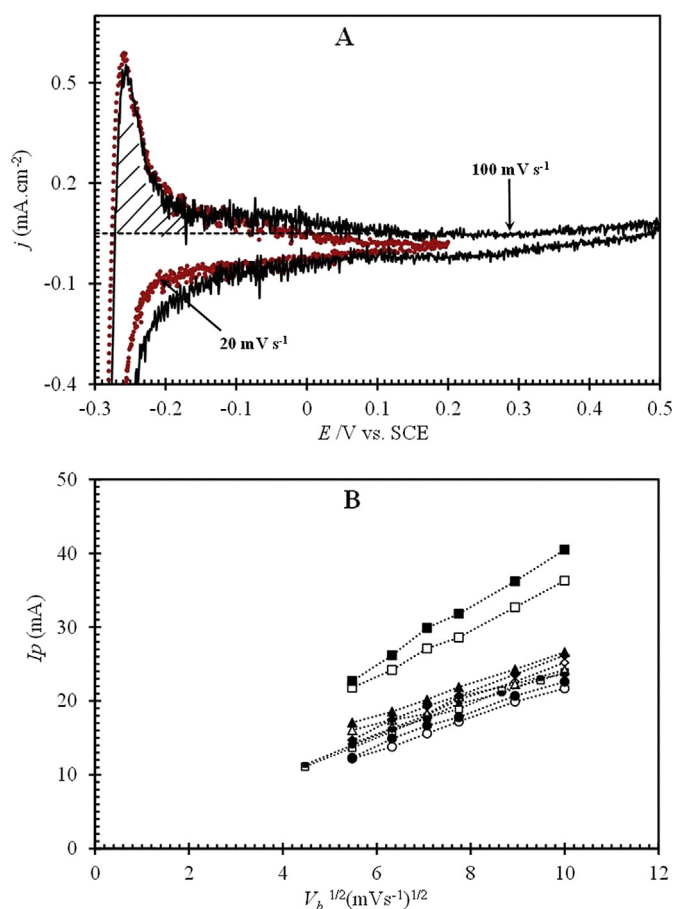 A
0.5
0.2
-0.1
-0.4
j (mA.cm-2)
100 mV s-1
20 mV s-1
-0.3 -0.2 -0.1 0 0.1 0.2 0.3 0.4 0.5
E /V vs. SCE
B
50
40
30
20
10
0
Ip (mA)
0 2 4 6 8 10 12
Vb 1/2(mVs-1)1/2